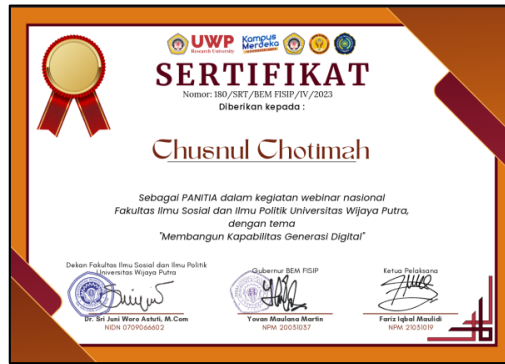 UWP
Research University
Kampus
Merdeka
SERTIFIKAT
Nomor: 180/SRT/BEM FISIP/IV/2023
Diberikan kepada :
Chusnul Chotimah
Sebagai PANITIA dalam kegiatan webinar nasional
Fakultas Ilmu Sosial dan Ilmu Politik Universitas Wijaya Putra,
dengan tema
"Membangun Kapabilitas Generasi Digital"
Dekan Fakultas Ilmu Sosial dan Ilmu Politik
Universitas Wijaya Putra
Dr. Sri Juni Woro Astuti, M.Com
NIDN 0709066602
Gubernur BEM FISIP
Yovan Maulana Martin
NPM 20031037
Ketua Pelaksana
Fariz Iqbal Maulidi
NPM 21031019